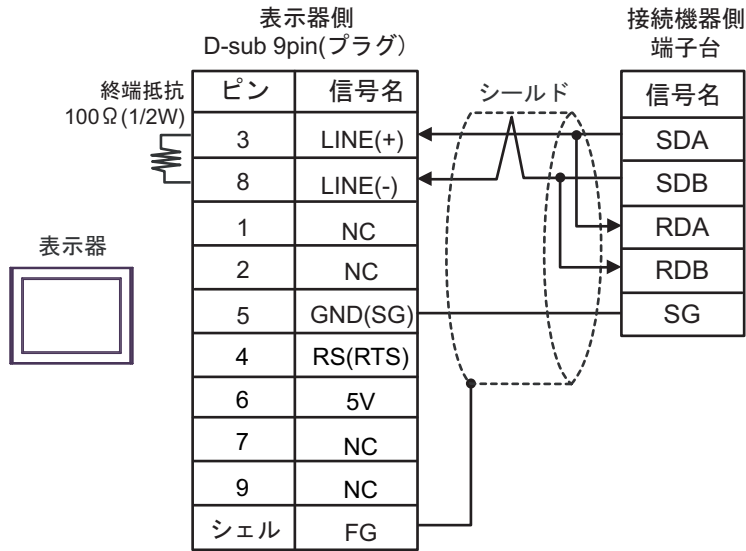 表示器側
D-sub 9pin(プラグ)
接続機器側
端子台
終端抵抗
100Ω(1/2W)
ピン 信号名 シールド 信号名
3 LINE(+) SDA
8 LINE(-) SDB
1 NC RDA
2 NC RDB
5 GND(SG) SG
表示器
4 RS(RTS)
6 5V
7 NC
9 NC
シェル FG